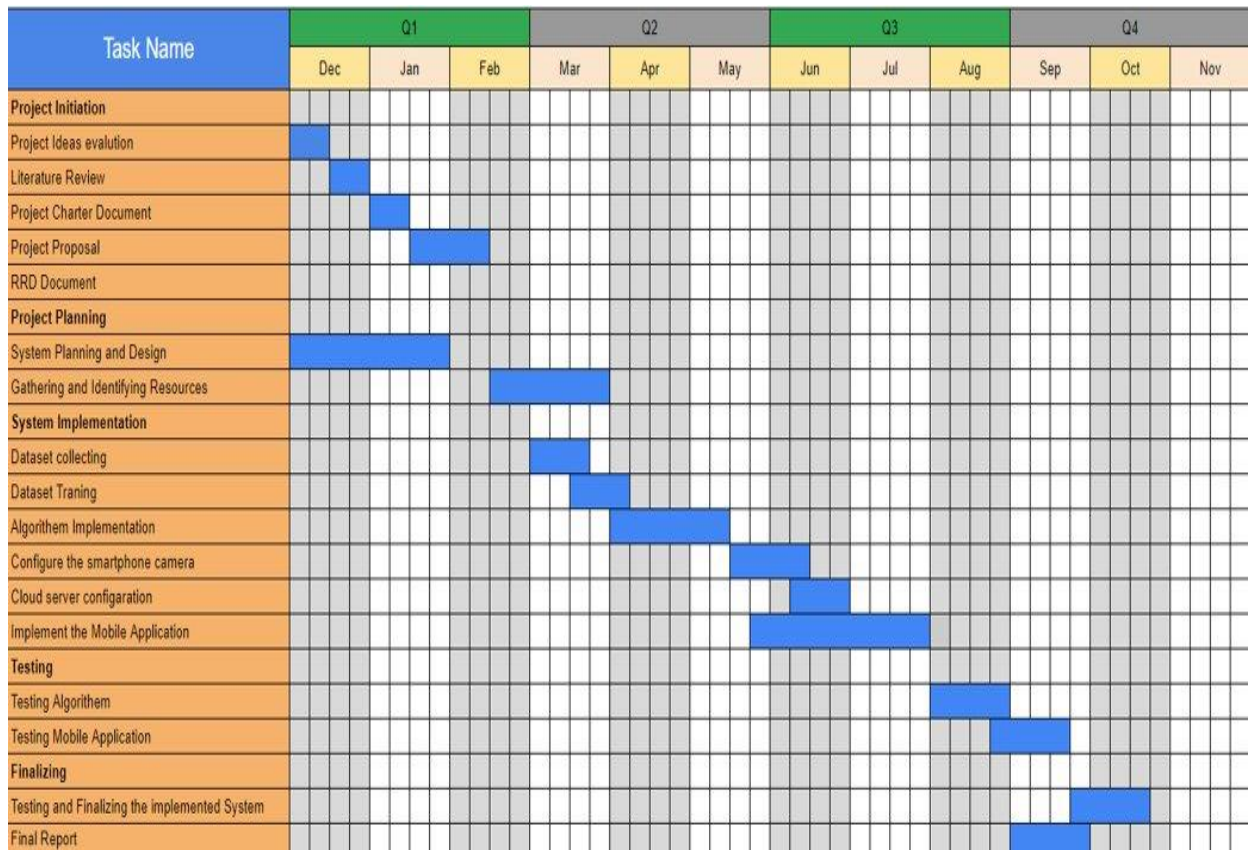 Task Name
Q1 Q2 Q3 Q4
Dec Jan Feb Mar Apr May Jun Jul Aug Sep Oct Nov
Project Initiation
Project Ideas evalution
Literature Review
Project Charter Document
Project Proposal
RRD Document
Project Planning
System Planning and Design
Gathering and Identifying Resources
System Implementation
Dataset collecting
Dataset Traning
Algorithem Implementation
Configure the smartphone camera
Cloud server configaration
Implement the Mobile Application
Testing
Testing Algorithem
Testing Mobile Application
Finalizing
Testing and Finalizing the implemented System
Final Report